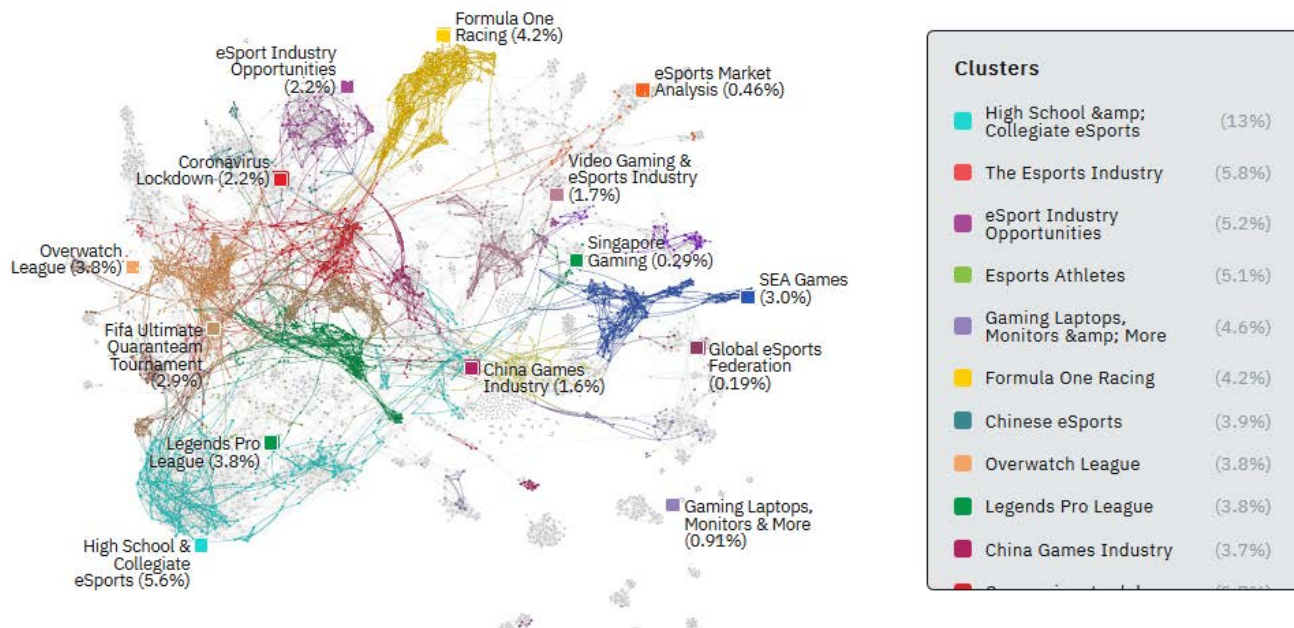 Formula One
Racing (4.2%)
eSport Industry
Opportunities
(2.2%)
eSports Market
Analysis (0.46%)
Coronavirus
Lockdown (2.2%)
Video Gaming &
eSports Industry
(1.7%)
Overwatch
League (3.8%)
Singapore
Gaming (0.29%)
SEA Games
(3.0%)
Fifa Ultimate
Quaranteam
Tournament
(2.9%)
Global eSports
Federation
(0.19%)
China Games
Industry (1.6%)
Legends Pro
League (3.8%)
Gaming Laptops,
Monitors & More
(0.91%)
High School &
Collegiate
eSports (5.6%)
Clusters
High School &amp;
Collegiate eSports (13%)
The Esports Industry (5.8%)
eSport Industry
Opportunities (5.2%)
Esports Athletes (5.1%)
Gaming Laptops,
Monitors &amp; More (4.6%)
Formula One Racing (4.2%)
Chinese eSports (3.9%)
Overwatch League (3.8%)
Legends Pro League (3.8%)
China Games Industry (3.7%)